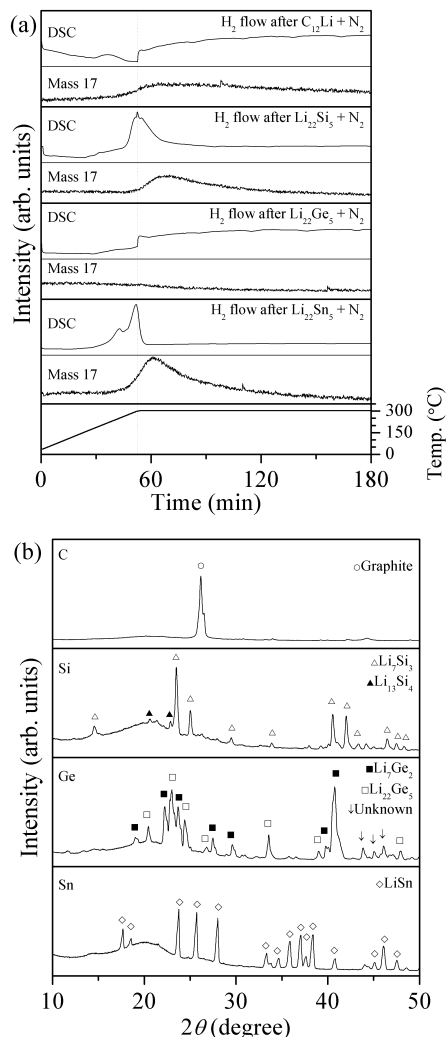 (a)
H₂ flow after C₁₂Li + N₂
DSC
Mass 17
H₂ flow after Li₂₂Si₅ + N₂
DSC
Mass 17
H₂ flow after Li₂₂Ge₅ + N₂
DSC
Mass 17
H₂ flow after Li₂₂Sn₅ + N₂
DSC
Mass 17
Intensity (arb. units)
300
150
0
Temp. (°C)
0 60 120 180
Time (min)
(b)
C
○Graphite
Si
△Li₇Si₃
▲Li₁₃Si₄
Ge
■Li₇Ge₂
□Li₂₂Ge₅
↓Unknown
Sn
◇LiSn
Intensity (arb. units)
10 20 30 40 50
2θ (degree)